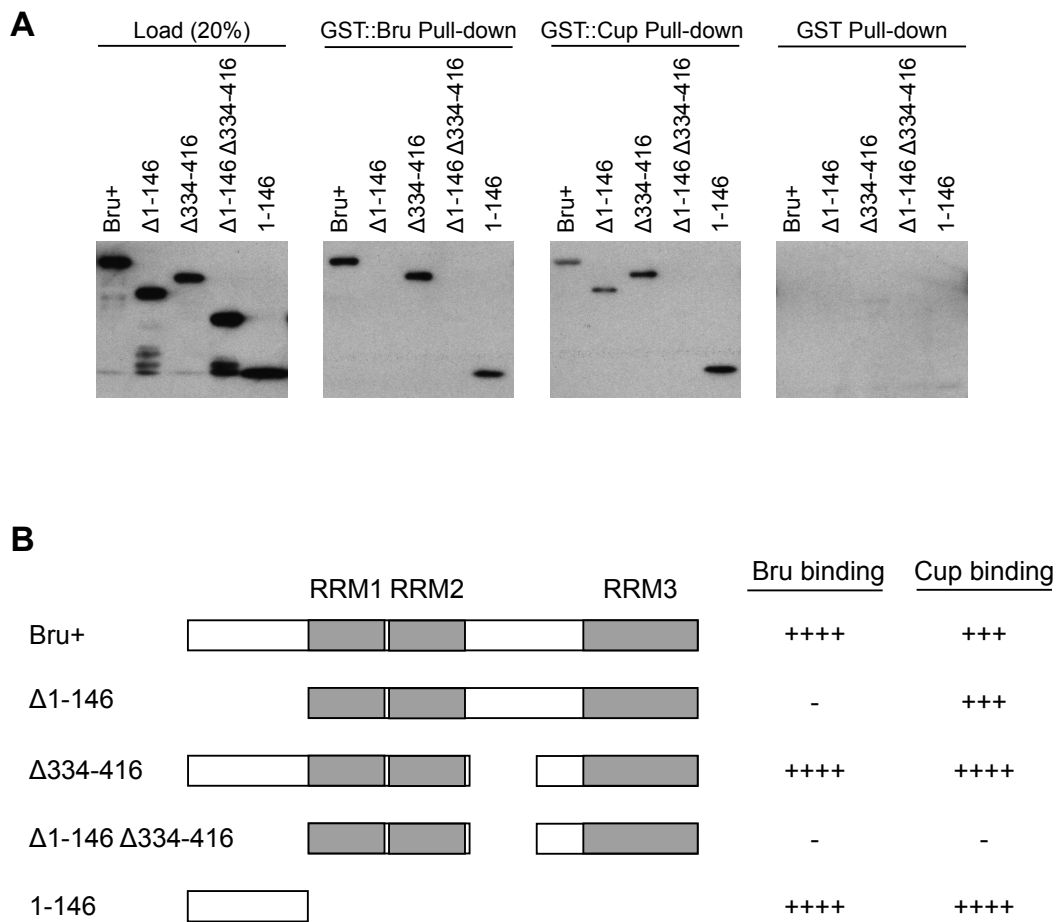 A
Load (20%) GST::Bru Pull-down GST::Cup Pull-down GST Pull-down
Bru+ Δ1-146 Δ334-416 Δ1-146 Δ334-416 1-146 Bru+ Δ1-146 Δ334-416 Δ1-146 Δ334-416 1-146 Bru+ Δ1-146 Δ334-416 Δ1-146 Δ334-416 1-146 Bru+ Δ1-146 Δ334-416 Δ1-146 Δ334-416 1-146
B
Bru binding Cup binding
RRM1 RRM2 RRM3
Bru+ ++++ +++
Δ1-146 - +++
Δ334-416 ++++ ++++
Δ1-146 Δ334-416 - -
1-146 ++++ ++++